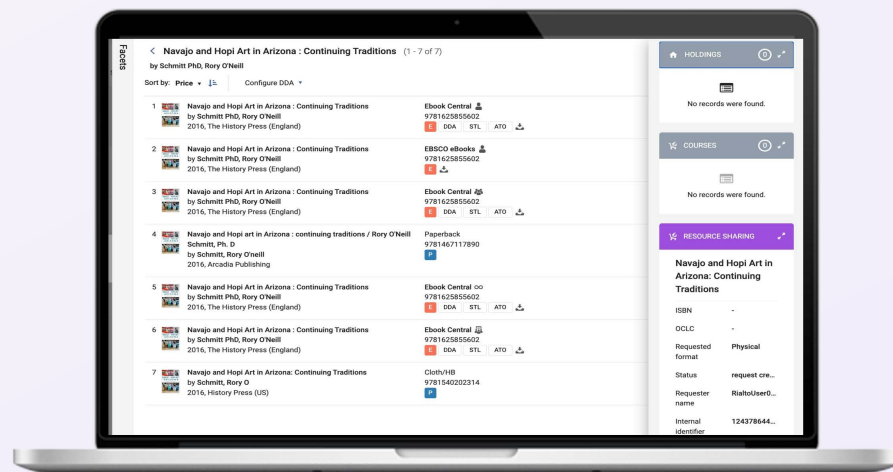 Facets
Navajo and Hopi Art in Arizona : Continuing Traditions (1 - 7 of 7)
by Schmitt PhD, Rory O'Neill
Sort by: Price
Configure DDA
1 Navajo and Hopi Art in Arizona : Continuing Traditions
by Schmitt PhD, Rory O'Neill
2016, The History Press (England)
Ebook Central
9781625855602
E DDA STL ATO
2 Navajo and Hopi Art in Arizona : Continuing Traditions
by Schmitt PhD, Rory O'Neill
2016, The History Press (England)
EBSCO eBooks
9781625855602
E
3 Navajo and Hopi Art in Arizona : Continuing Traditions
by Schmitt PhD, Rory O'Neill
2016, The History Press (England)
Ebook Central
9781625855602
E DDA STL ATO
4 Navajo and Hopi art in Arizona : continuing traditions / Rory O'Neill
Schmitt, Ph. D
by Schmitt, Rory O'neill
2016, Arcadia Publishing
Paperback
9781467117890
P
5 Navajo and Hopi Art in Arizona : Continuing Traditions
by Schmitt PhD, Rory O'Neill
2016, The History Press (England)
Ebook Central
9781625855602
E DDA STL ATO
6 Navajo and Hopi Art in Arizona : Continuing Traditions
by Schmitt PhD, Rory O'Neill
2016, The History Press (England)
Ebook Central
9781625855602
E DDA STL ATO
7 Navajo and Hopi Art in Arizona: Continuing Traditions
by Schmitt, Rory O
2016, History Press (US)
Cloth/HB
9781540202314
P
HOLDINGS 0
No records were found.
COURSES 0
No records were found.
RESOURCE SHARING
Navajo and Hopi Art in
Arizona: Continuing
Traditions
ISBN -
OCLC -
Requested
format
Physical
Status request cre...
Requester
name
RialtoUser0...
Internal
identifier
124378644...